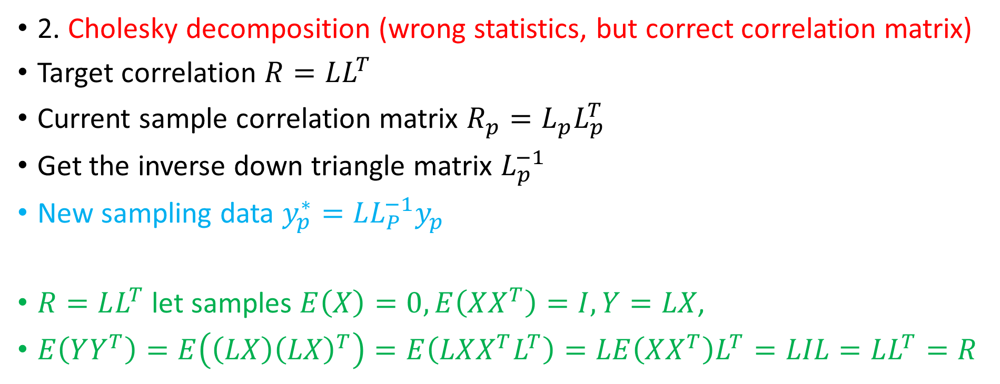 • 2. Cholesky decomposition (wrong statistics, but correct correlation matrix)
• Target correlation $R = LL^T$
• Current sample correlation matrix $R_p = L_p L_p^T$
• Get the inverse down triangle matrix $L_p^{-1}$
• New sampling data $y_p^* = LL_P^{-1} y_p$
• $R = LL^T$ let samples $E(X) = 0, E(XX^T) = I, Y = LX,$
• $E(YY^T) = E((LX)(LX)^T) = E(LXX^TL^T) = LE(XX^T)L^T = LIL = LL^T = R$